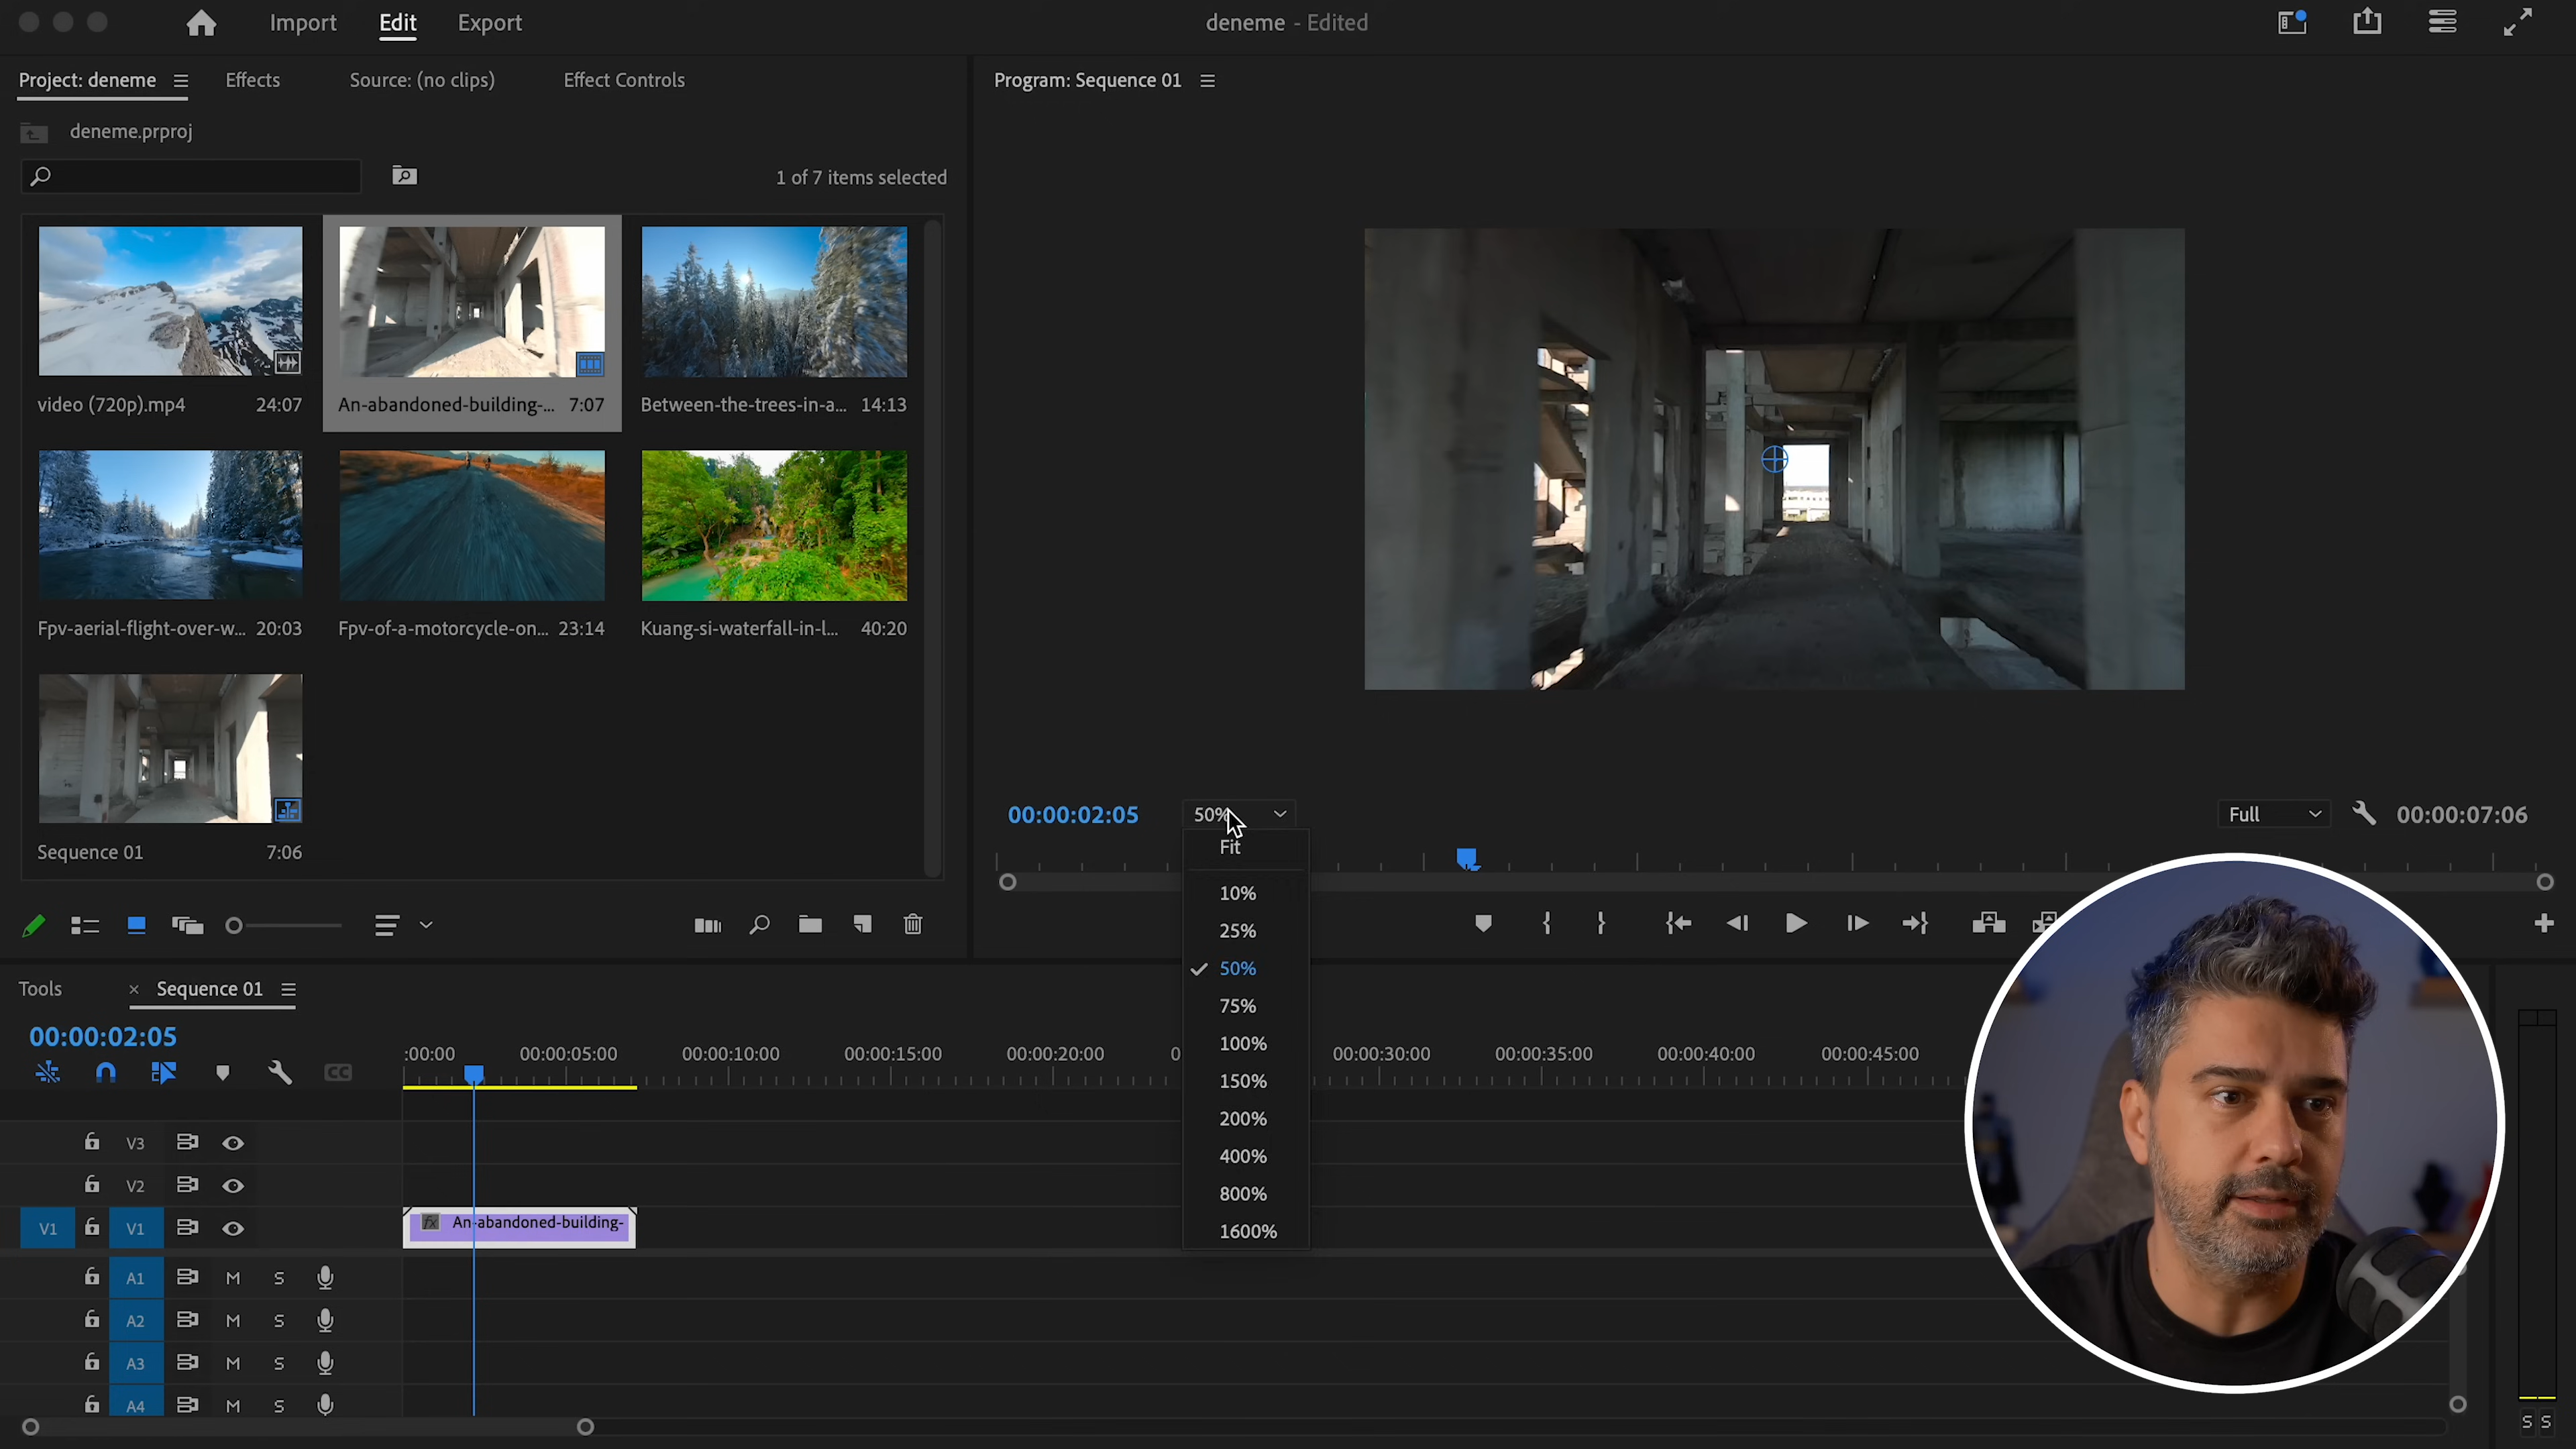 Import Edit Export deneme - Edited
Project: deneme Effects Source: (no clips) Effect Controls
Program: Sequence 01
deneme.prproj
1 of 7 items selected
video (720p).mp4 24:07
An-abandoned-building-... 7:07
Between-the-trees-in-a... 14:13
Fpv-aerial-flight-over-w... 20:03
Fpv-of-a-motorcycle-on... 23:14
Kuang-si-waterfall-in-l... 40:20
Sequence 01 7:06
00:00:02:05 50% Full 00:00:07:06
Fit
10%
25%
50%
75%
100%
150%
200%
400%
800%
1600%
Tools × Sequence 01
00:00:02:05
:00:00 00:00:05:00 00:00:10:00 00:00:15:00 00:00:20:00 0 00:00:30:00 00:00:35:00 00:00:40:00 00:00:45:00
CC
V3
V2
V1 V1 fx An-abandoned-building-
A1 M S
A2 M S
A3 M S
A4 M S
S S